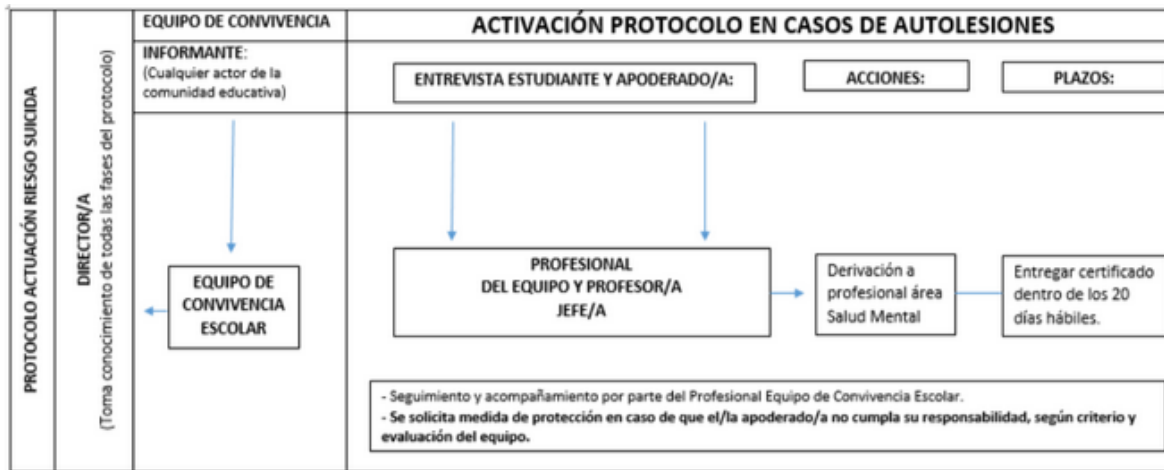 PROTOCOLO ACTUACIÓN RIESGO SUICIDA
DIRECTOR/A
(Toma conocimiento de todas las fases del protocolo)
EQUIPO DE CONVIVENCIA
ACTIVACIÓN PROTOCOLO EN CASOS DE AUTOLESIONES
INFORMANTE:
(Cualquier actor de la
comunidad educativa)
ENTREVISTA ESTUDIANTE Y APODERADO/A:
ACCIONES:
PLAZOS:
EQUIPO DE
CONVIVENCIA
ESCOLAR
PROFESIONAL
DEL EQUIPO Y PROFESOR/A
JEFE/A
Derivación a
profesional área
Salud Mental
Entregar certificado
dentro de los 20
días hábiles.
- Seguimiento y acompañamiento por parte del Profesional Equipo de Convivencia Escolar.
- Se solicita medida de protección en caso de que el/la apoderado/a no cumpla su responsabilidad, según criterio y
evaluación del equipo.